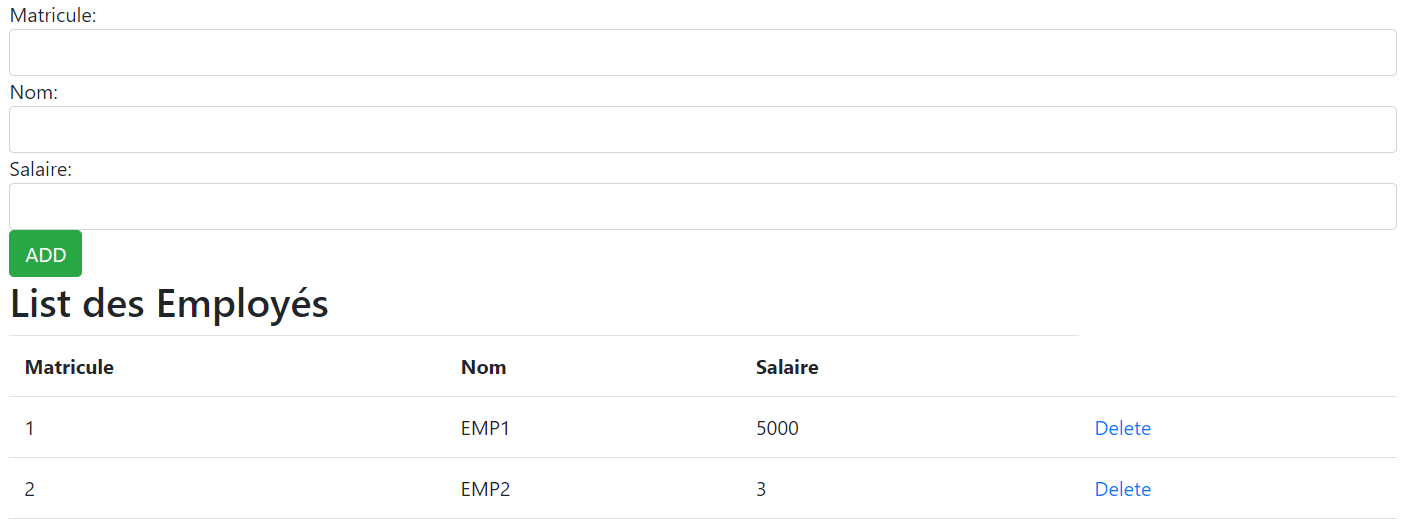 Matricule:
Nom:
Salaire:
ADD
List des Employés
Matricule Nom Salaire
1 EMP1 5000 Delete
2 EMP2 3 Delete